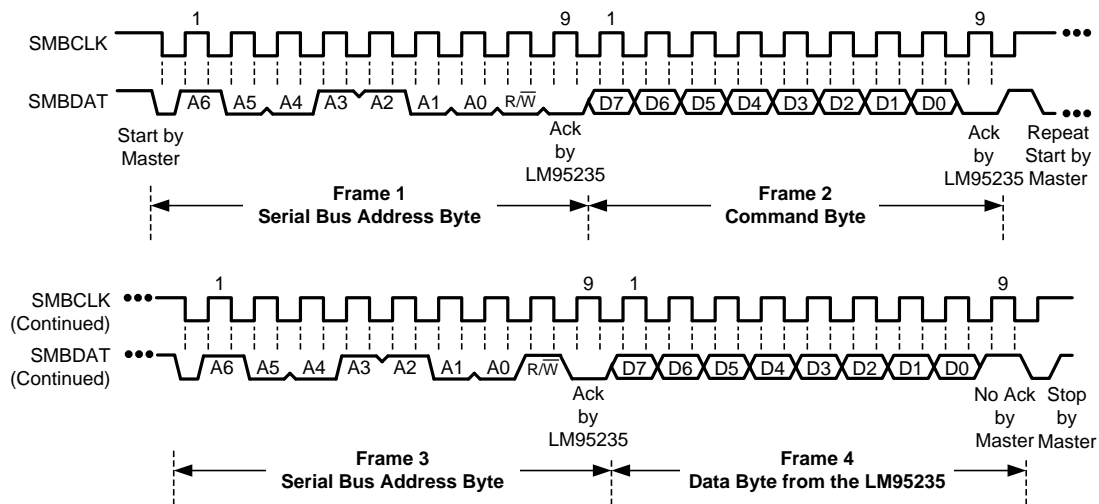 1 9 1 9
SMBCLK
SMBDAT A6 A5 A4 A3 A2 A1 A0 R/W̅ D7 D6 D5 D4 D3 D2 D1 D0
Start by Ack Ack Repeat
Master by by Start by
LM95235 LM95235 Master
Frame 1 Frame 2
Serial Bus Address Byte Command Byte
1 9 1 9
SMBCLK
(Continued)
SMBDAT A6 A5 A4 A3 A2 A1 A0 R/W̅ D7 D6 D5 D4 D3 D2 D1 D0
(Continued)
Ack No Ack Stop
by by by
LM95235 Master Master
Frame 3 Frame 4
Serial Bus Address Byte Data Byte from the LM95235